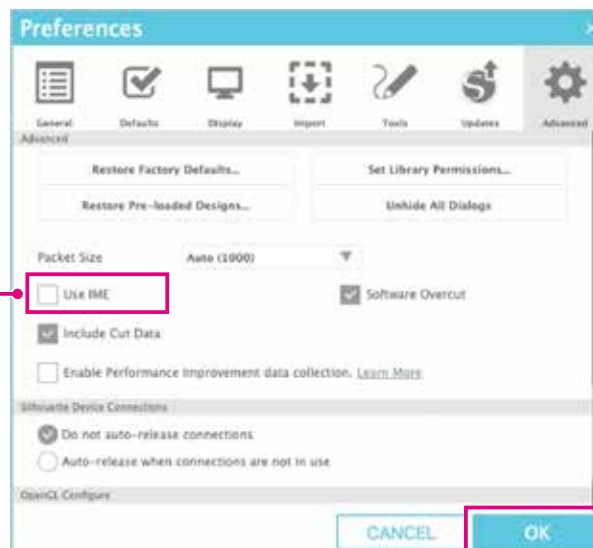 Preferences
General Defaults Display Import Tools Updates Advanced
Advanced
Restore Factory Defaults... Set Library Permissions...
Restore Pre-loaded Designs... Unhide All Dialogs
Packet Size Auto (1000)
Use IME Software Overcut
Include Cut Data
Enable Performance Improvement data collection. Learn More
Silhouette Device Connections
Do not auto-release connections
Auto-release when connections are not in use
OpenCL Configure
CANCEL OK